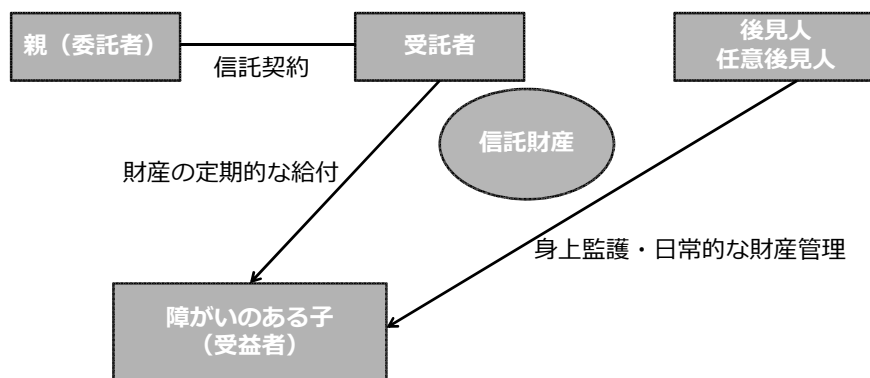 親（委託者）
信託契約
受託者
後見人
任意後見人
信託財産
財産の定期的な給付
身上監護・日常的な財産管理
障がいのある子
（受益者）